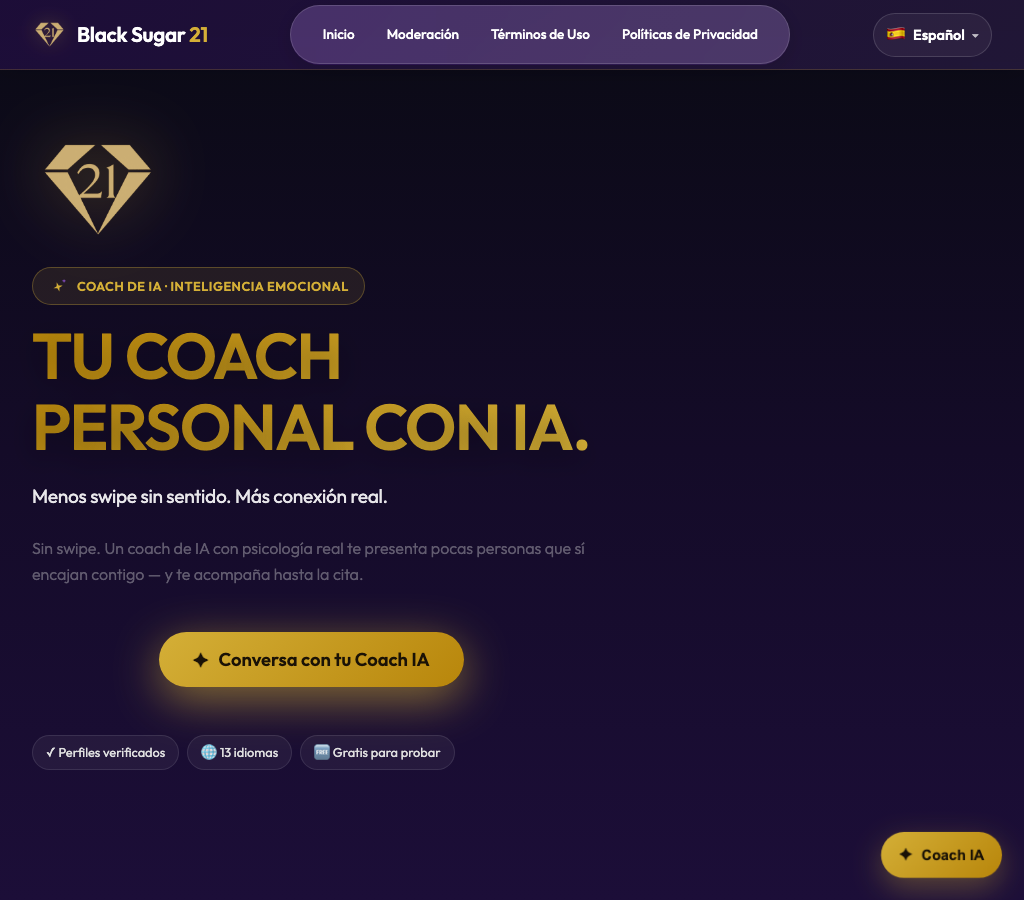 21
Black Sugar 21
Inicio
Moderación
Términos de Uso
Políticas de Privacidad
Español
21
COACH DE IA · INTELIGENCIA EMOCIONAL
TU COACH
PERSONAL CON IA.
Menos swipe sin sentido. Más conexión real.
Sin swipe. Un coach de IA con psicología real te presenta pocas personas que sí
encajan contigo — y te acompaña hasta la cita.
✦ Conversa con tu Coach IA
✓ Perfiles verificados
13 idiomas
FREE Gratis para probar
✦ Coach IA